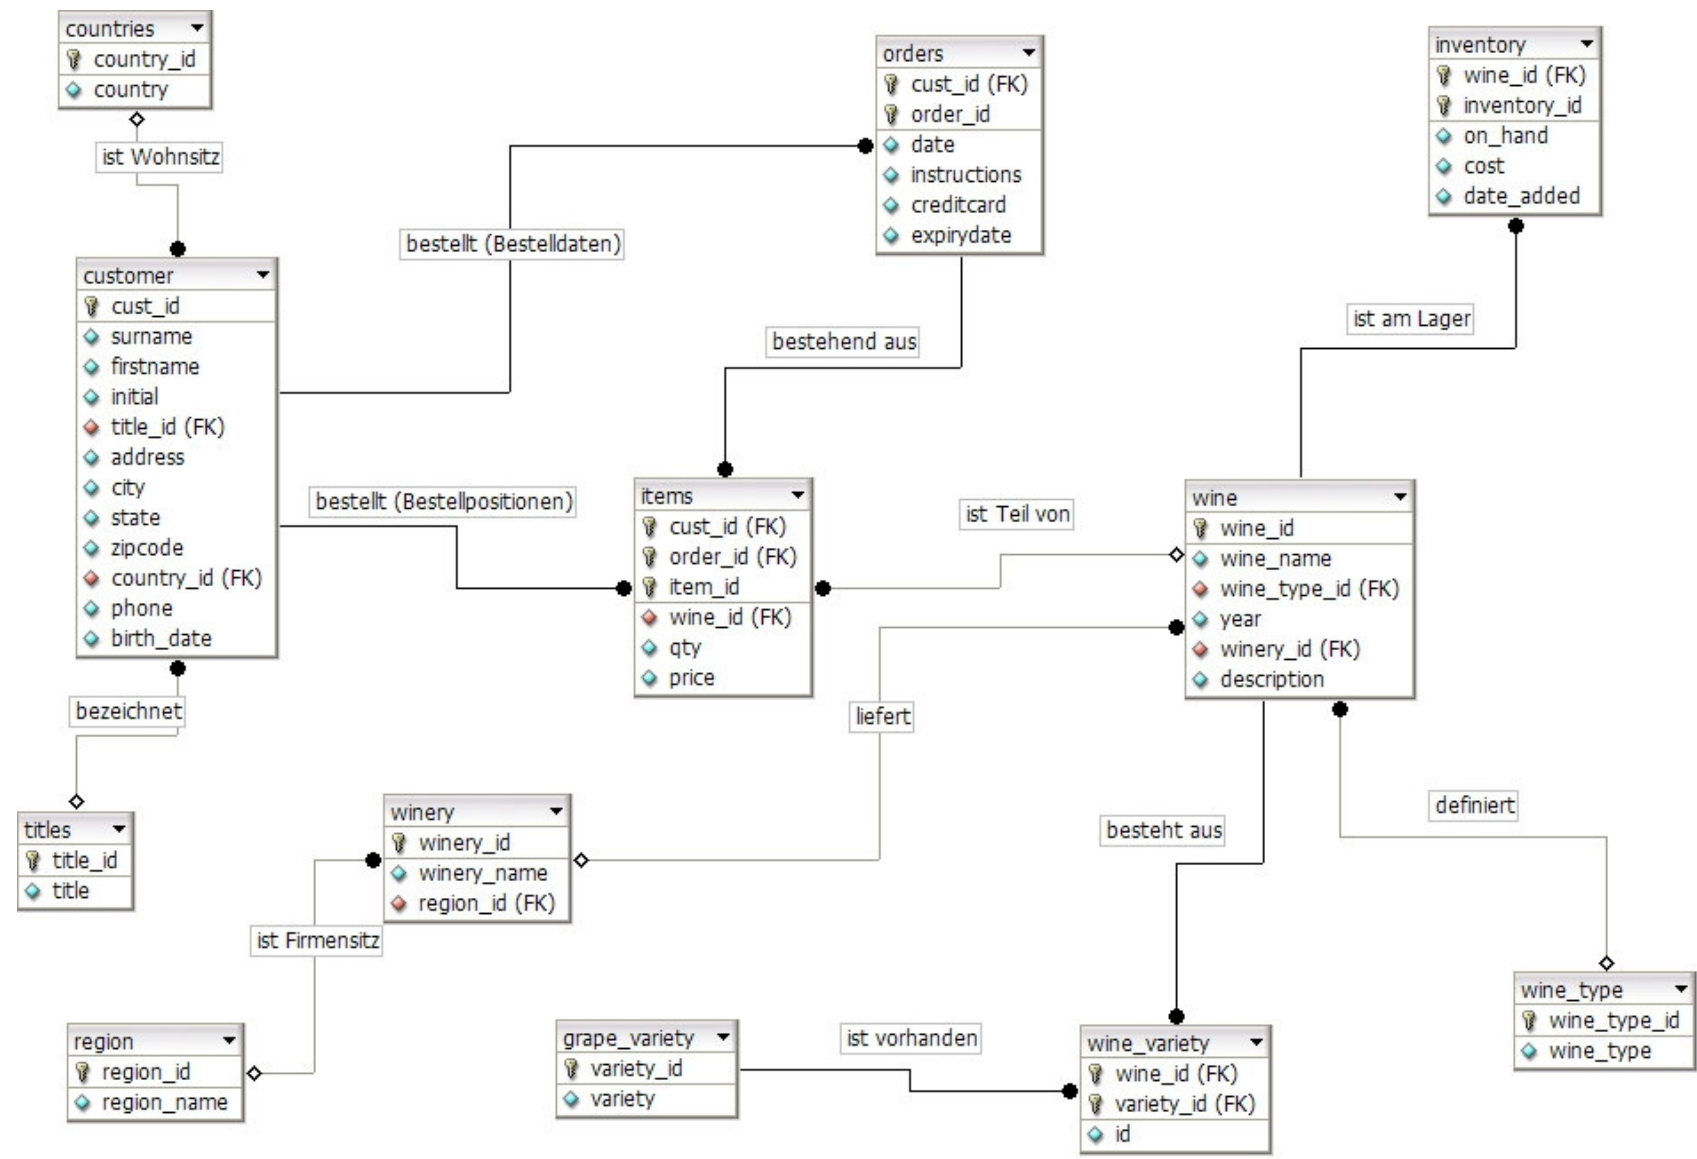 countries
country_id
country
ist Wohnsitz
customer
cust_id
surname
firstname
initial
title_id (FK)
address
city
state
zipcode
country_id (FK)
phone
birth_date
bezeichnet
titles
title_id
title
bestellt (Bestelldaten)
orders
cust_id (FK)
order_id
date
instructions
creditcard
expirydate
bestehend aus
bestellt (Bestellpositionen)
items
cust_id (FK)
order_id (FK)
item_id
wine_id (FK)
qty
price
ist Teil von
inventory
wine_id (FK)
inventory_id
on_hand
cost
date_added
ist am Lager
wine
wine_id
wine_name
wine_type_id (FK)
year
winery_id (FK)
description
liefert
winery
winery_id
winery_name
region_id (FK)
ist Firmensitz
region
region_id
region_name
grape_variety
variety_id
variety
ist vorhanden
besteht aus
wine_variety
wine_id (FK)
variety_id (FK)
id
definiert
wine_type
wine_type_id
wine_type